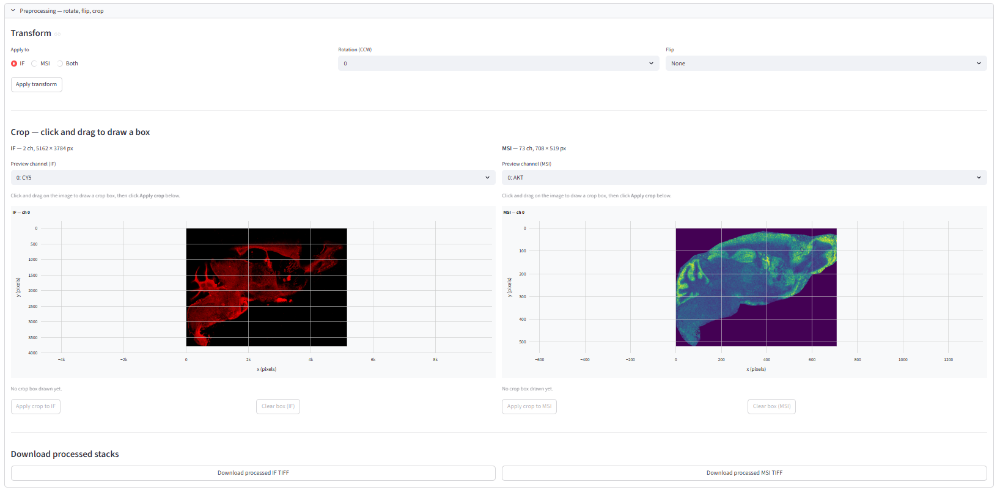 Preprocessing — rotate, flip, crop
Transform
Apply to
Rotation (CCW)
Flip
IF MSI Both
0
None
Apply transform
Crop — click and drag to draw a box
IF — 2 ch, 5162 × 3784 px
MSI — 73 ch, 708 × 519 px
Preview channel (IF)
Preview channel (MSI)
0: CY5
0: AKT
Click and drag on the image to draw a crop box, then click Apply crop below.
Click and drag on the image to draw a crop box, then click Apply crop below.
IF — ch 0
0
500
1000
1500
2000
2500
3000
3500
4000
y (pixels)
−4k −2k 0 2k 4k 6k 8k
x (pixels)
MSI — ch 0
0
100
200
300
400
500
y (pixels)
−600 −400 −200 0 200 400 600 800 1000 1200
x (pixels)
No crop box drawn yet.
No crop box drawn yet.
Apply crop to IF
Clear box (IF)
Apply crop to MSI
Clear box (MSI)
Download processed stacks
Download processed IF TIFF
Download processed MSI TIFF